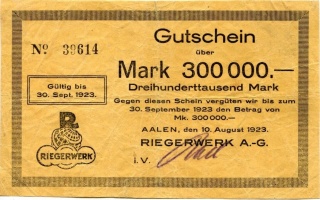 Gutschein
über
№ 39614
Mark 300000.—
Dreihunderttausend Mark
Gültig bis
30. Sept. 1923.
Gegen diesen Schein vergüten wir bis zum
30. September 1923 den Betrag von
Mk. 300000.—
AALEN, den 10. August 1923.
RIEGERWERK A.-G.
R
RIEGERWERK
i.V.